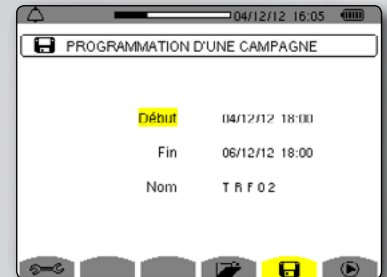 04/12/12 16:05
PROGRAMMATION D'UNE CAMPAGNE
Début 04/12/12 18:00
Fin 06/12/12 18:00
Nom TRF02